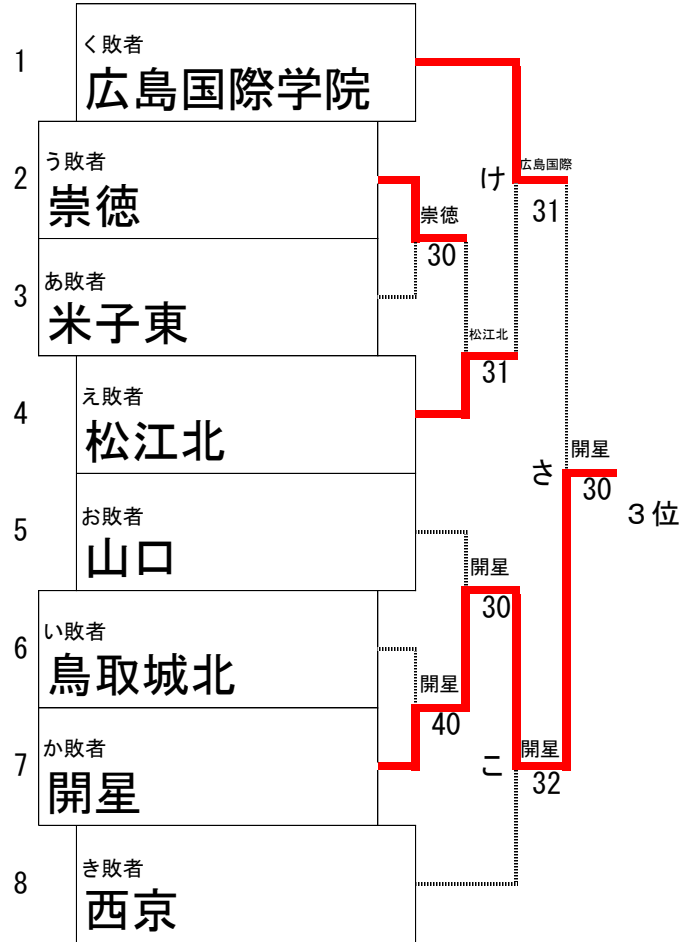 1
く敗者
広島国際学院
2
う敗者
崇徳
3
あ敗者
米子東
4
え敗者
松江北
5
お敗者
山口
6
い敗者
鳥取城北
7
か敗者
開星
8
き敗者
西京
崇徳
30
松江北
31
け
広島国際
31
開星
40
開星
30
こ
開星
32
さ
開星
30
３位